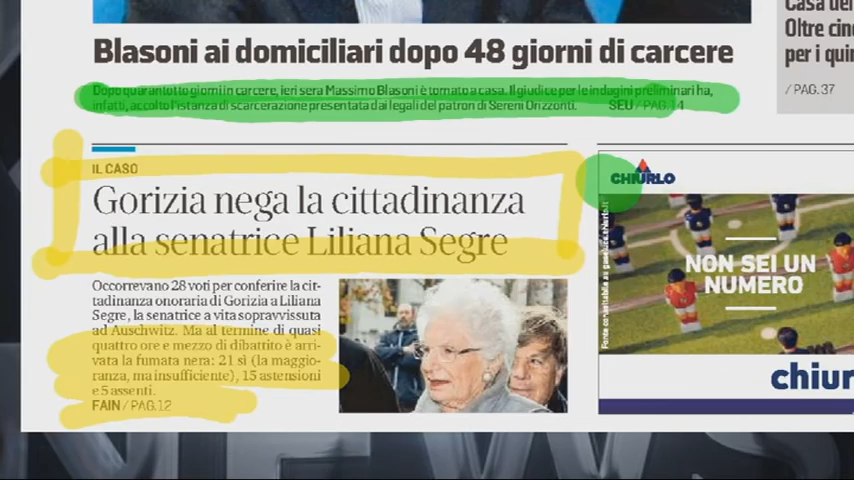 Blasoni ai domiciliari dopo 48 giorni di carcere
Dopo quarantotto giorni in carcere, ieri sera Massimo Blasoni è tornato a casa. Il giudice per le indagini preliminari ha,
infatti, accolto l'istanza di scarcerazione presentata dai legali del patron di Sereni Orizzonti. SEU / PAG. 14
Casa del
Oltre cinq
per i quin
/ PAG. 37
IL CASO
Gorizia nega la cittadinanza
alla senatrice Liliana Segre
Occorrevano 28 voti per conferire la cit-
tadinanza onoraria di Gorizia a Liliana
Segre, la senatrice a vita sopravvissuta
ad Auschwitz. Ma al termine di quasi
quattro ore e mezzo di dibattito è arri-
vata la fumata nera: 21 sì (la maggio-
ranza, ma insufficiente), 15 astensioni
e 5 assenti.
FAIN / PAG. 12
CHIURLO
NON SEI UN
NUMERO
chiur
NEWS